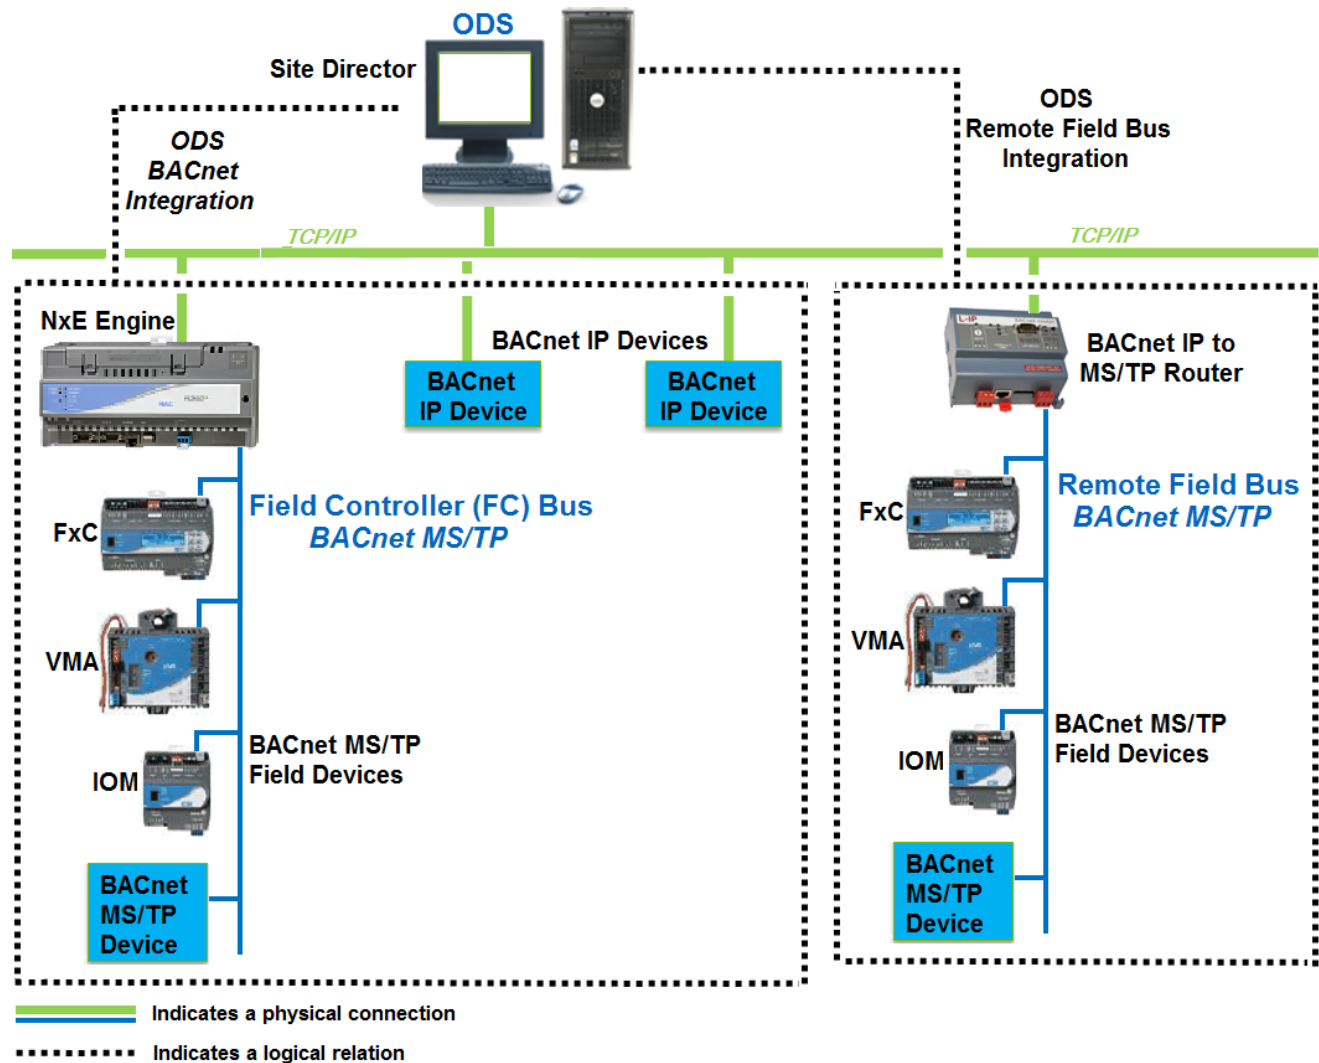 ODS
Site Director
ODS
BACnet
Integration
ODS
Remote Field Bus
Integration
TCP/IP
TCP/IP
NxE Engine
BACnet IP Devices
BACnet
IP Device
BACnet
IP Device
L-IP
BACnet IP to
MS/TP Router
Field Controller (FC) Bus
BACnet MS/TP
FxC
VMA
IOM
BACnet MS/TP
Field Devices
BACnet
MS/TP
Device
Remote Field Bus
BACnet MS/TP
FxC
VMA
IOM
BACnet MS/TP
Field Devices
BACnet
MS/TP
Device
Indicates a physical connection
Indicates a logical relation